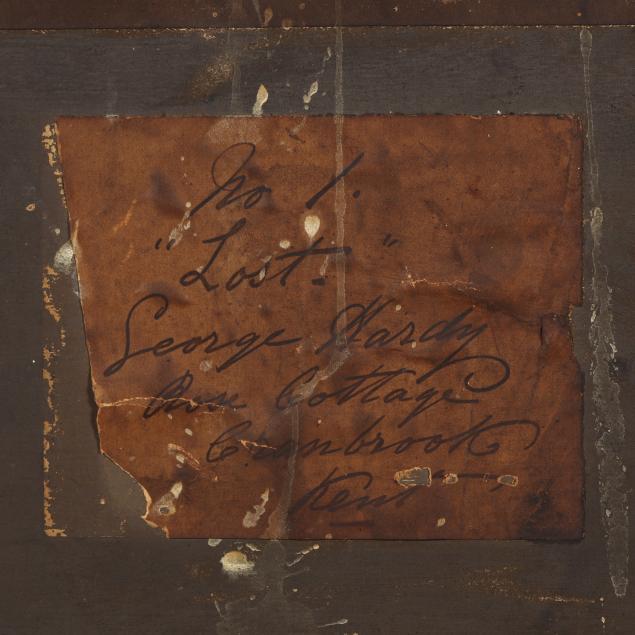 No 1.
"Lost."
George Hardy
Rose Cottage
Cranbrook
Kent